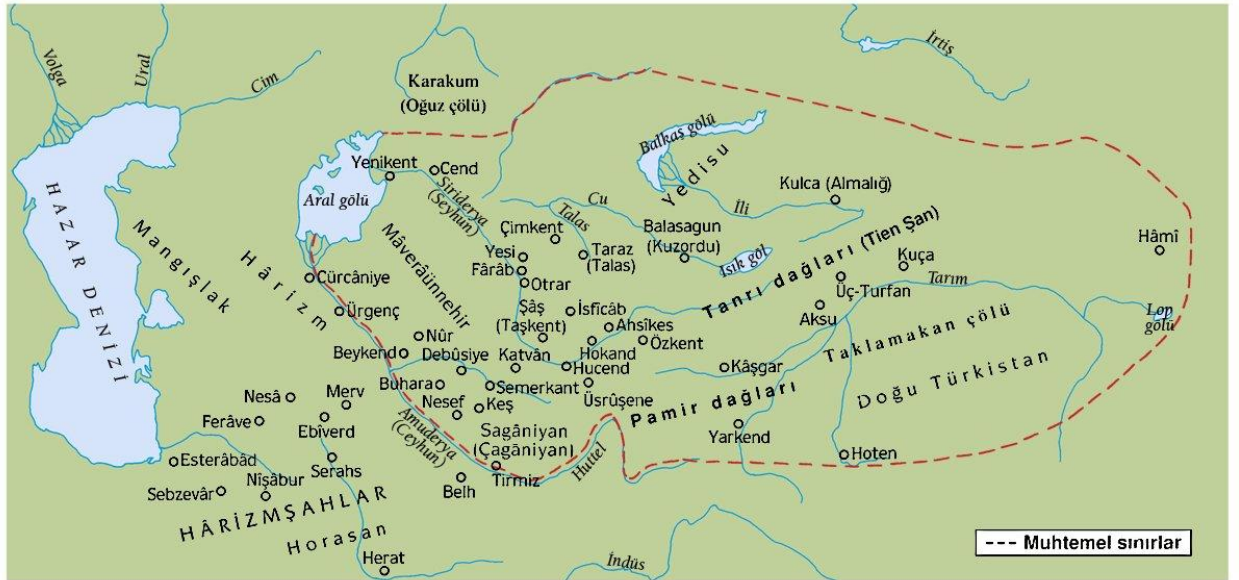 Volga
Ural
Cim
İrtiş
Karakum
(Oğuz çölü)
Balkaş gölü
Yedisu
Yenikent
Cend
Siriderya
(Seyhun)
Aral gölü
HAZAR DENİZİ
Mangışlak
Hârizm
Mâverâünnehir
Çimkent
Talas
Cu
Taraz
(Talas)
Balasagun
(Kuzordu)
İli
Kulca (Almalığ)
Isık göl
Tanrı dağları (Tien Şan)
Hâmî
Kuça
Tarım
Üç-Turfan
Aksu
Lop
gölü
Yesi
Fârâb
Otrar
Cürcâniye
Ürgenç
Şâş
(Taşkent)
İsfîcâb
Ahsîkes
Özkent
Hokand
Hucend
Nûr
Beykend
Debûsiye
Katvân
Buhara
Semerkant
Üsrûşene
Nesef
Keş
Kâşgar
Taklamakan çölü
Doğu Türkistan
Pamir dağları
Yarkend
Hoten
Nesâ
Merv
Ferâve
Ebîverd
Amuderya
(Ceyhun)
Sagâniyan
(Çagâniyan)
Huttel
Tirmiz
Belh
Esterâbâd
Serahs
Sebzevâr
Nîşâbur
HÂRİZMŞAHLAR
Horasan
Herat
İndüs
--- Muhtemel sınırlar